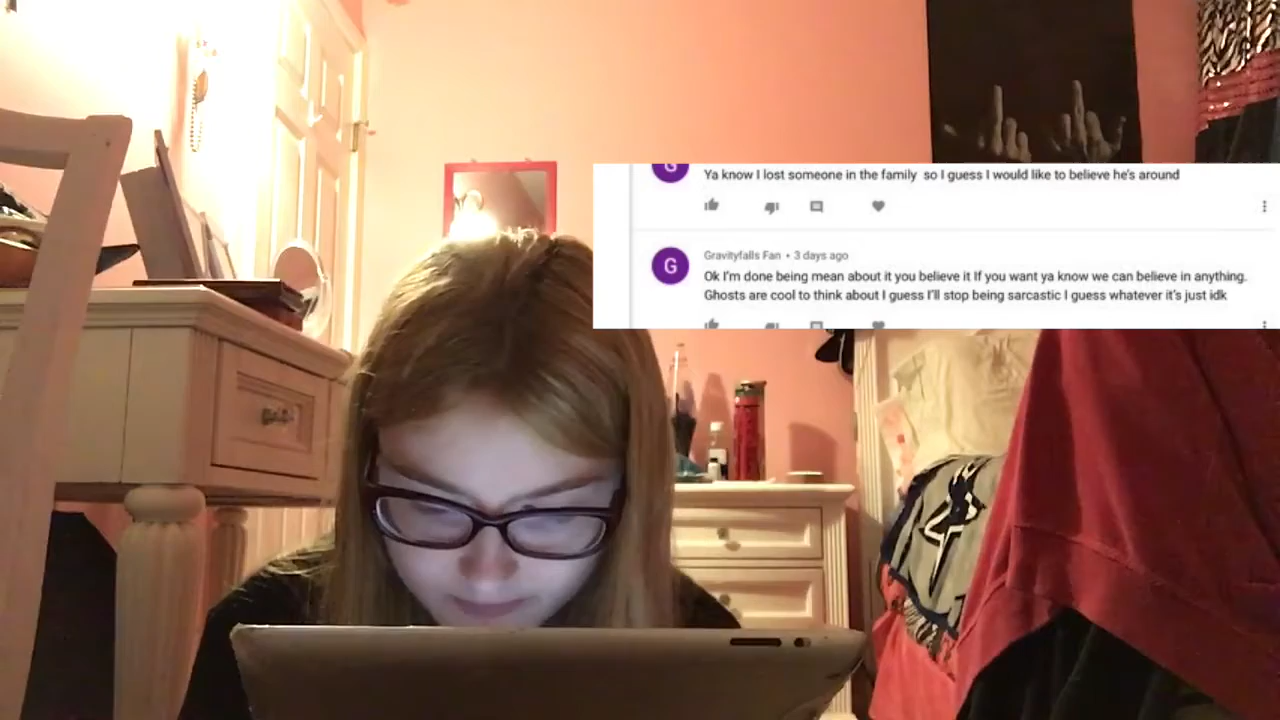 G
Ya know I lost someone in the family so I guess I would like to believe he's around
G
Gravityfalls Fan • 3 days ago
Ok I'm done being mean about it you believe it If you want ya know we can believe in anything.
Ghosts are cool to think about I guess I'll stop being sarcastic I guess whatever it's just idk